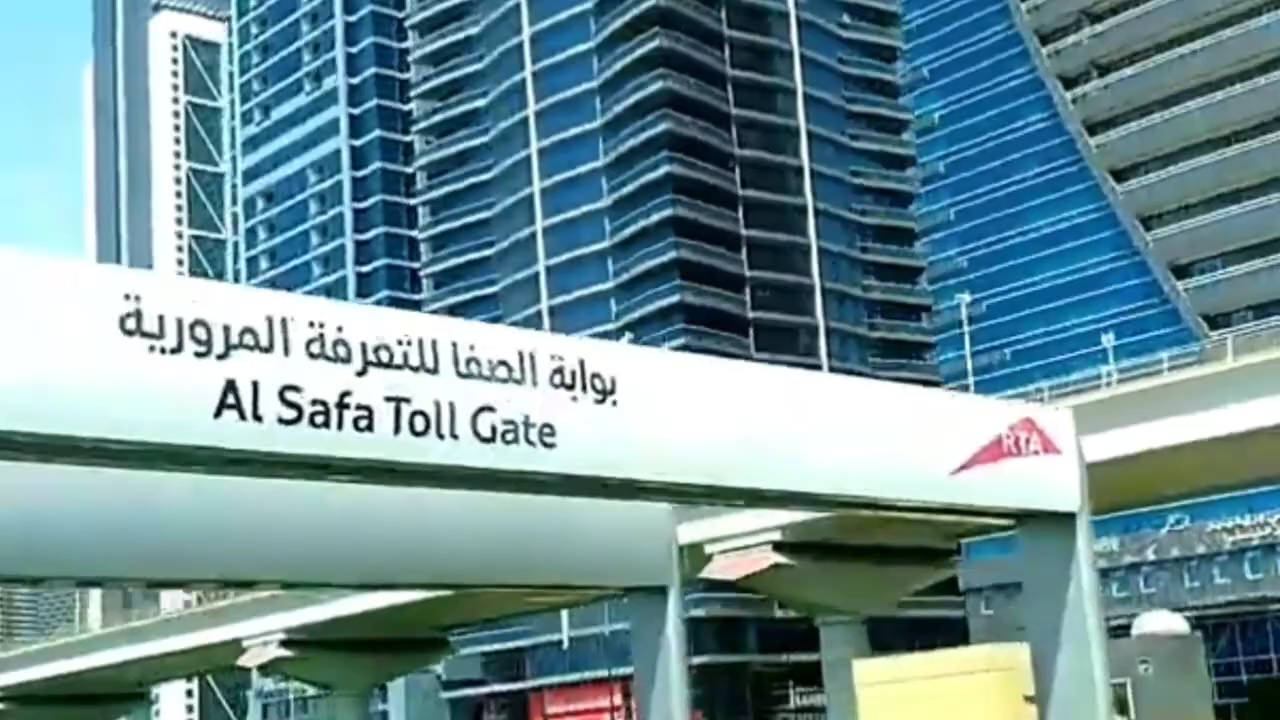 بوابة الصفا للتعرفة المرورية
Al Safa Toll Gate
RTA